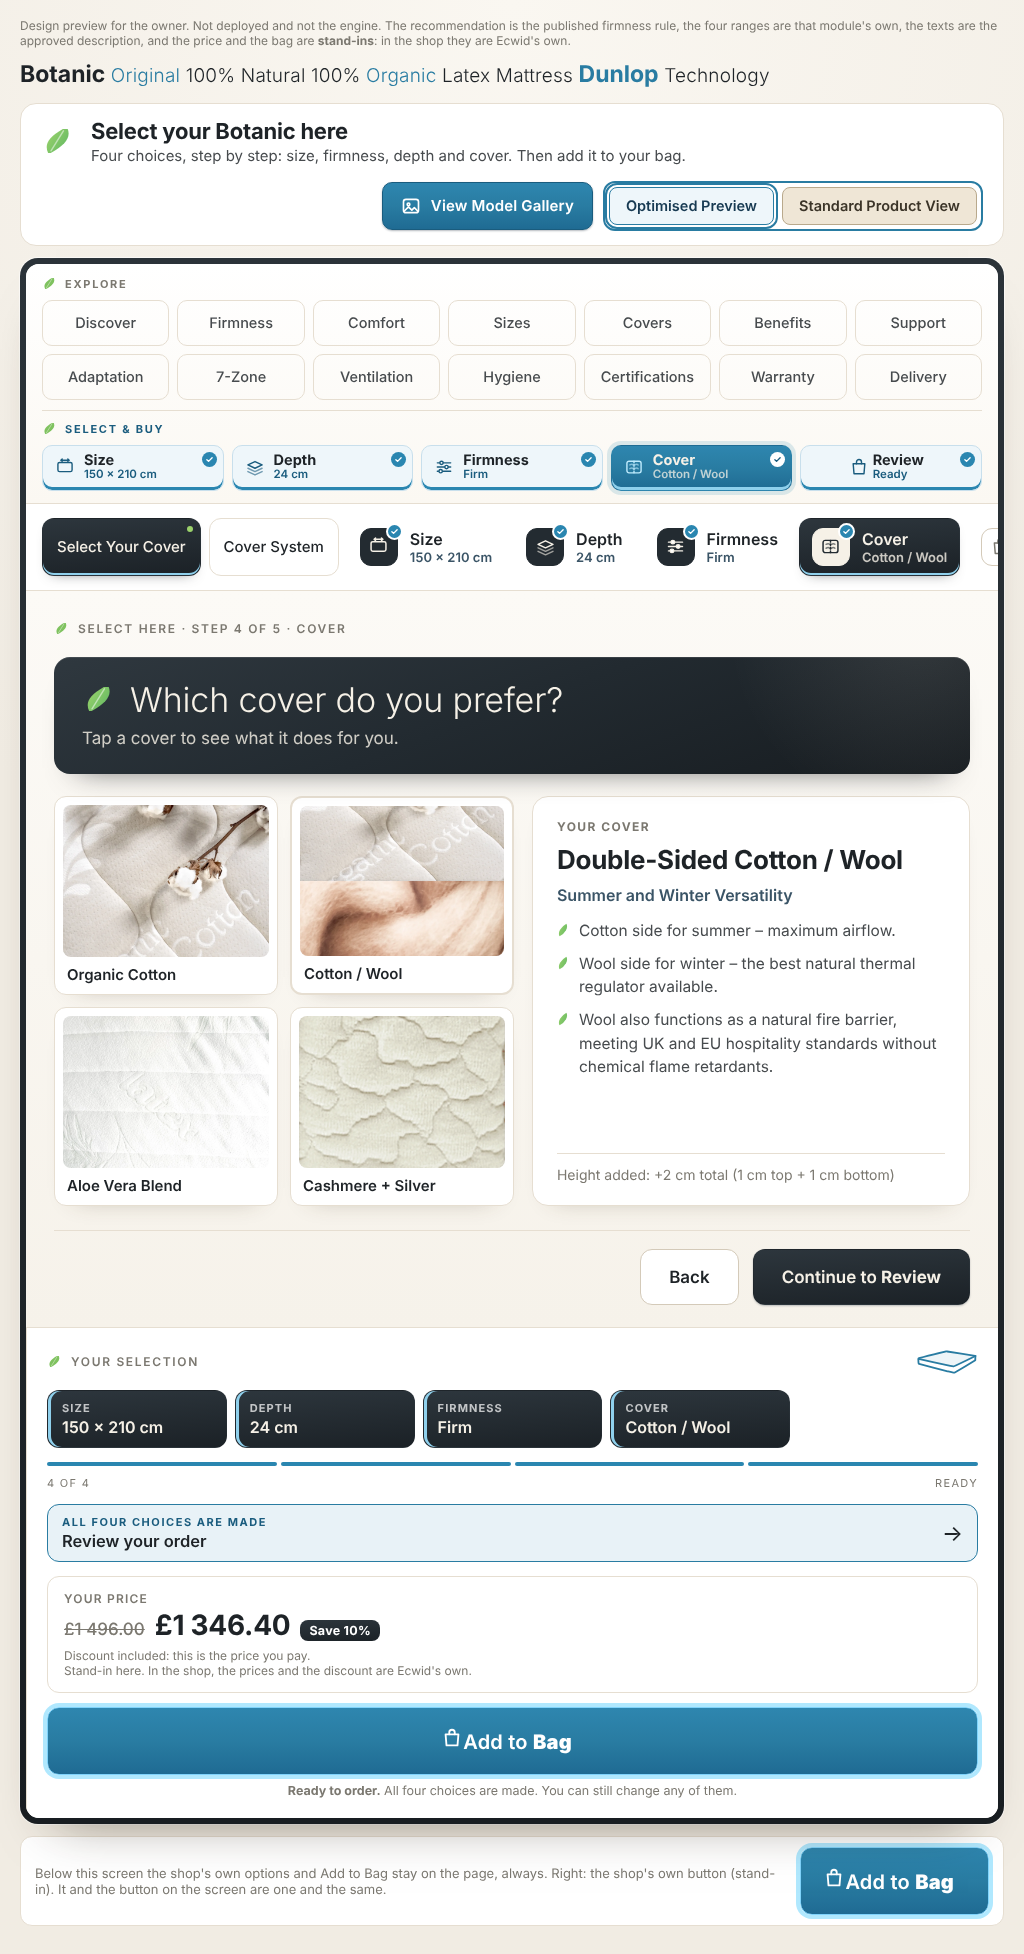 Design preview for the owner. Not deployed and not the engine. The recommendation is the published firmness rule, the four ranges are that module's own, the texts are the
approved description, and the price and the bag are stand-ins: in the shop they are Ecwid's own.
Botanic Original 100% Natural 100% Organic Latex Mattress Dunlop Technology
Select your Botanic here
Four choices, step by step: size, firmness, depth and cover. Then add it to your bag.
View Model Gallery
Optimised Preview
Standard Product View
EXPLORE
Discover
Firmness
Comfort
Sizes
Covers
Benefits
Support
Adaptation
7-Zone
Ventilation
Hygiene
Certifications
Warranty
Delivery
SELECT & BUY
Size
150 × 210 cm
Depth
24 cm
Firmness
Firm
Cover
Cotton / Wool
Review
Ready
Select Your Cover
Cover System
Size
150 × 210 cm
Depth
24 cm
Firmness
Firm
Cover
Cotton / Wool
SELECT HERE · STEP 4 OF 5 · COVER
Which cover do you prefer?
Tap a cover to see what it does for you.
Cotton
Organic Cotton
Cotton
Cotton / Wool
Aloe Vera Blend
Cashmere + Silver
YOUR COVER
Double-Sided Cotton / Wool
Summer and Winter Versatility
Cotton side for summer – maximum airflow.
Wool side for winter – the best natural thermal
regulator available.
Wool also functions as a natural fire barrier,
meeting UK and EU hospitality standards without
chemical flame retardants.
Height added: +2 cm total (1 cm top + 1 cm bottom)
Back
Continue to Review
YOUR SELECTION
SIZE
150 × 210 cm
DEPTH
24 cm
FIRMNESS
Firm
COVER
Cotton / Wool
4 OF 4
READY
ALL FOUR CHOICES ARE MADE
Review your order
YOUR PRICE
£1 496.00 £1 346.40 Save 10%
Discount included: this is the price you pay.
Stand-in here. In the shop, the prices and the discount are Ecwid's own.
Add to Bag
Ready to order. All four choices are made. You can still change any of them.
Below this screen the shop's own options and Add to Bag stay on the page, always. Right: the shop's own button (stand-
in). It and the button on the screen are one and the same.
Add to Bag